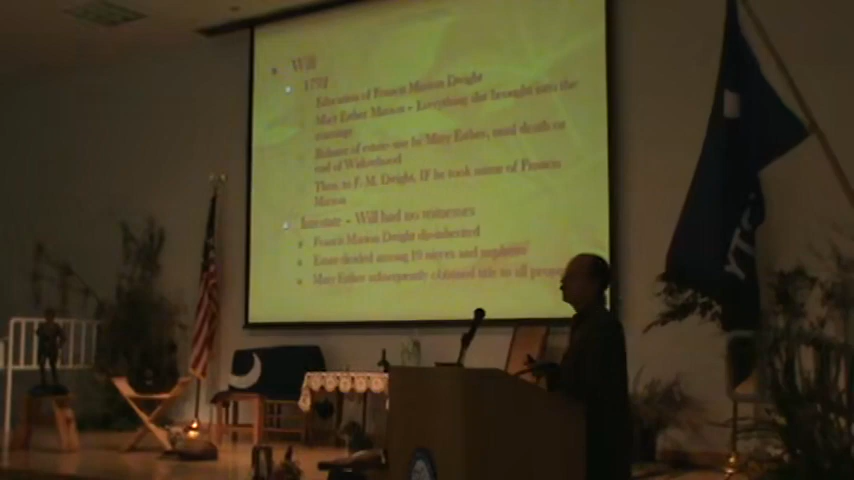 Will
1792
Education of Francis Marion Dwight
Mary Esther Marion - Everything she brought into the
marriage
Balance of estate use by Mary Esther, until death or
end of Widowhood
Then, to F. M. Dwight, IF he took name of Francis
Marion
Intestate - Will had no witnesses
Francis Marion Dwight disinherited
Estate divided among 10 nieces and nephews
Mary Esther subsequently obtained title to all